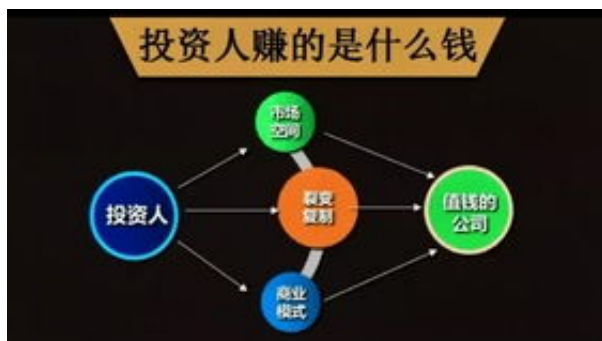 投资人赚的是什么钱
市场
空间
投资人
裂变
复制
值钱的
公司
商业
模式